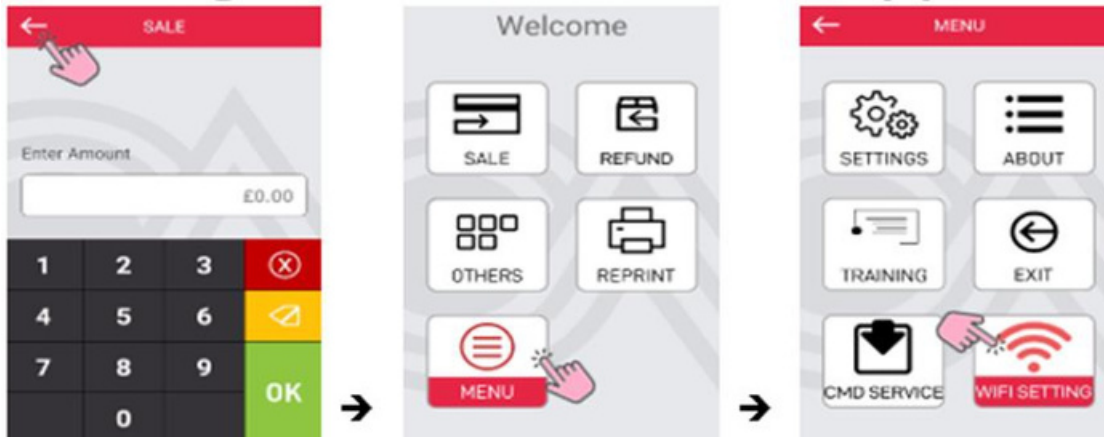 SALE
Enter Amount
£0.00
1 2 3
4 5 6
7 8 9
OK
0
Welcome
SALE REFUND
OTHERS REPRINT
MENU
MENU
SETTINGS ABOUT
TRAINING EXIT
CMD SERVICE WIFI SETTING